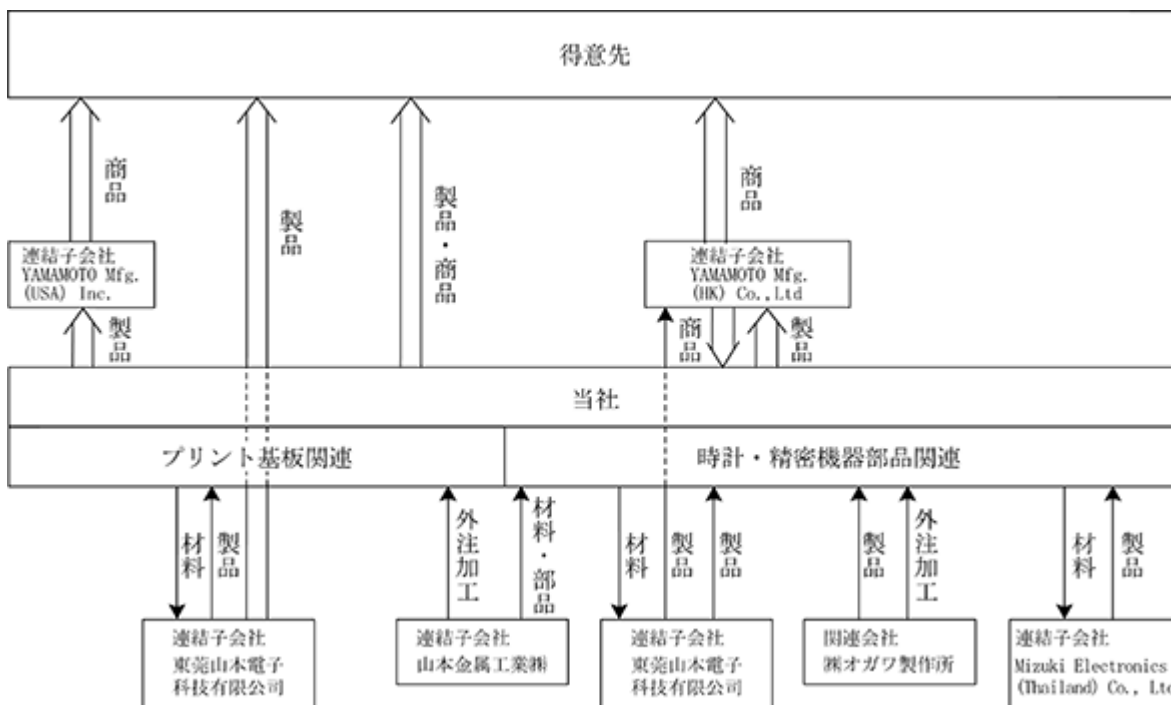 得意先
商品
製品
製品・商品
商品
連結子会社
YAMAMOTO Mfg.
(USA) Inc.
連結子会社
YAMAMOTO Mfg.
(HK) Co.,Ltd
製品
商品
製品
当社
プリント基板関連
時計・精密機器部品関連
材料
製品
外注加工
材料・部品
材料
製品
製品
製品
外注加工
材料
製品
連結子会社
東莞山本電子
科技有限公司
連結子会社
山本金属工業㈱
連結子会社
東莞山本電子
科技有限公司
関連会社
㈱オガワ製作所
連結子会社
Mizuki Electronics
(Thailand) Co., Ltd